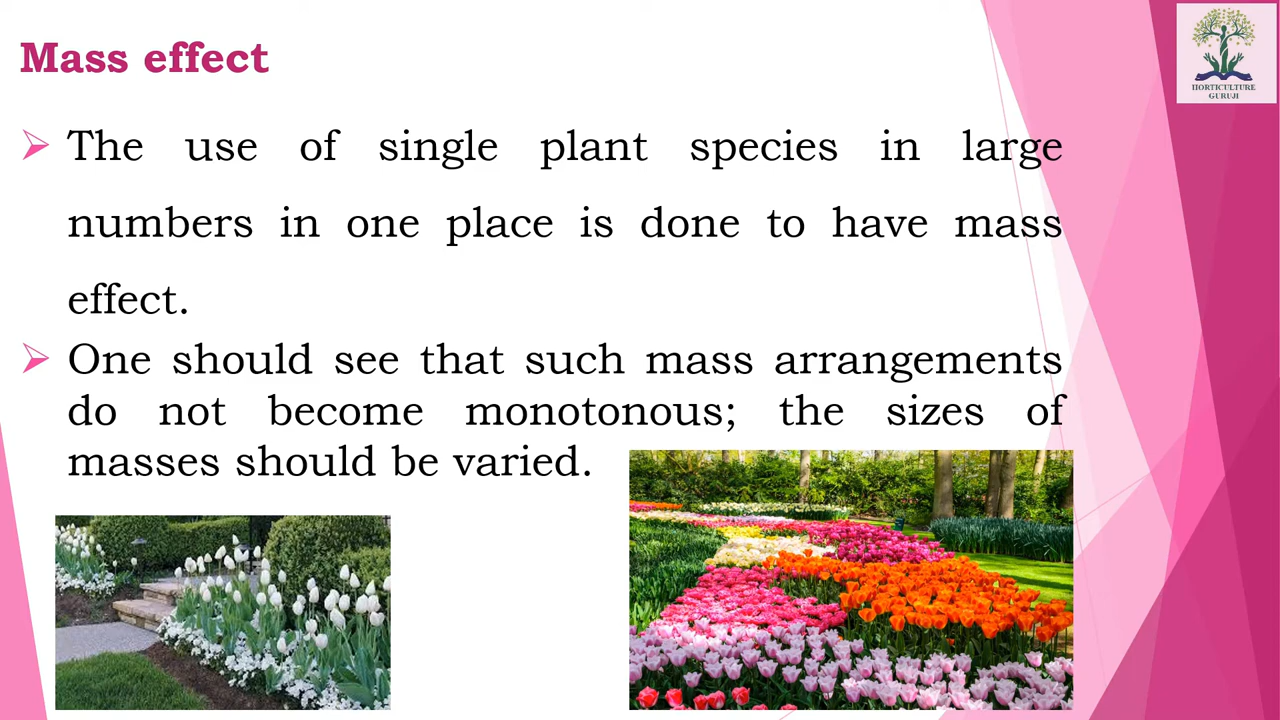 Mass effect
HORTICULTURE
GURUJI
The use of single plant species in large
numbers in one place is done to have mass
effect.
One should see that such mass arrangements
do not become monotonous; the sizes of
masses should be varied.